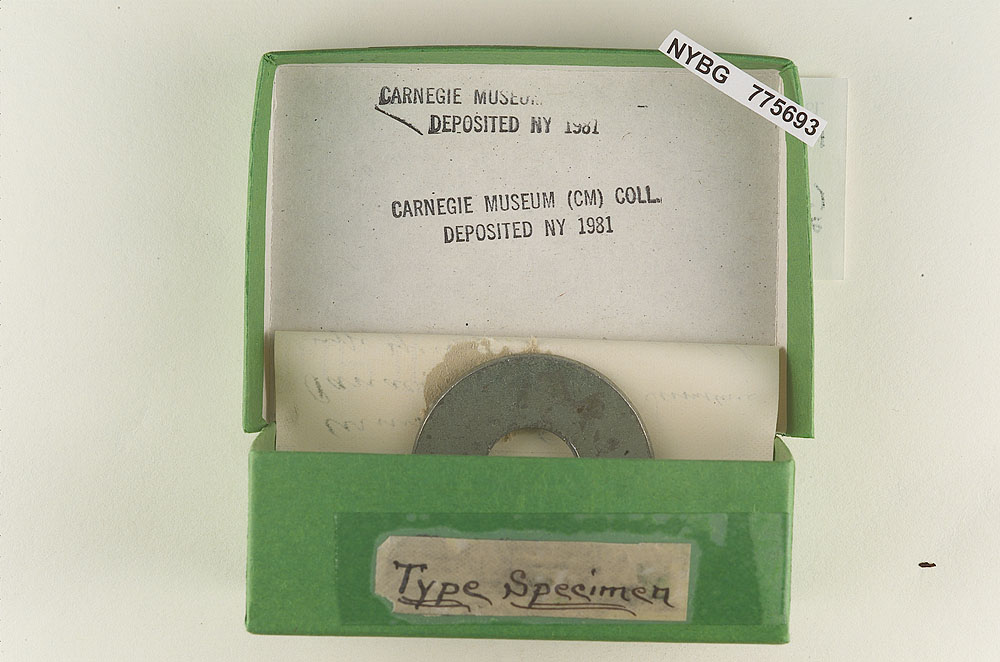 NYBG 775693
CARNEGIE MUSEUM
DEPOSITED NY 1981
CARNEGIE MUSEUM (CM) COLL.
DEPOSITED NY 1981
Type Specimen